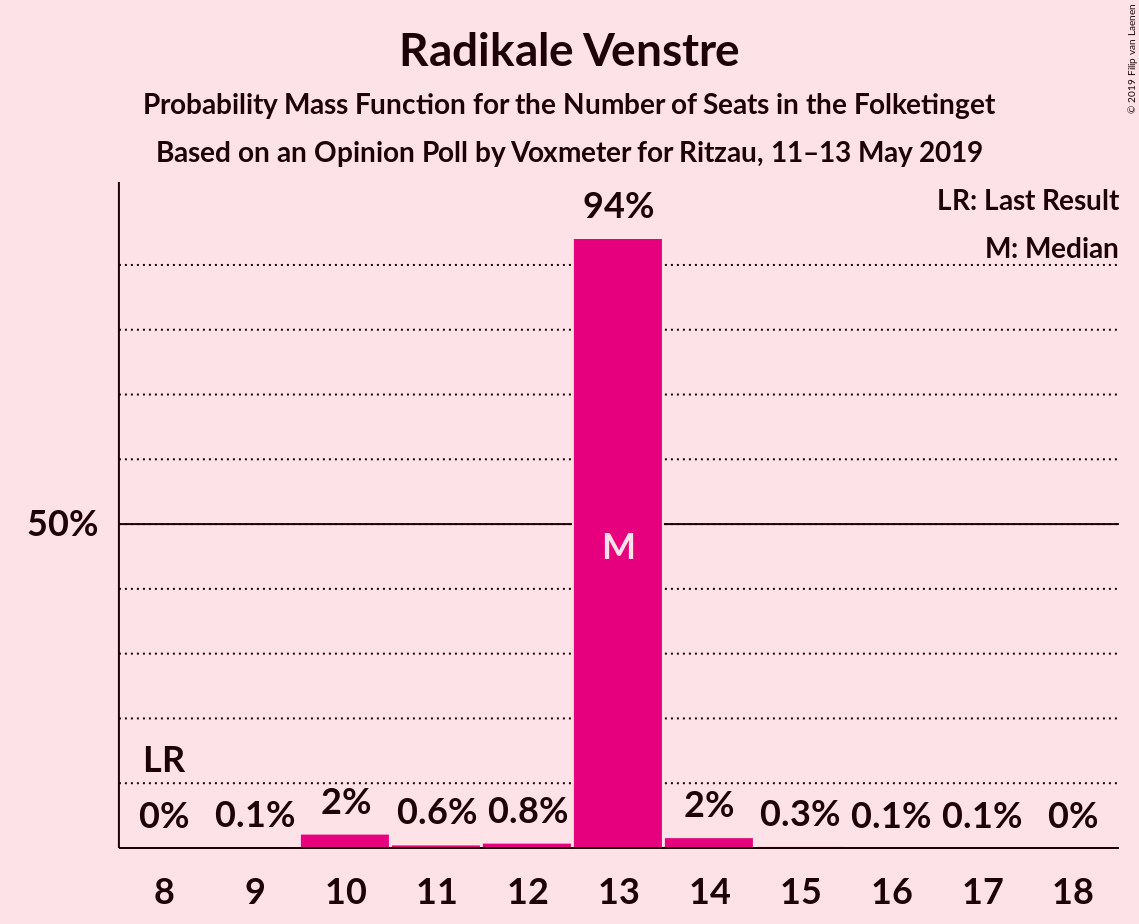 Radikale Venstre
Probability Mass Function for the Number of Seats in the Folketinget
Based on an Opinion Poll by Voxmeter for Ritzau, 11–13 May 2019
© 2019 Filip van Laenen
LR: Last Result
M: Median
94%
50%
M
LR
0% 0.1% 2% 0.6% 0.8% 2% 0.3% 0.1% 0.1% 0%
8 9 10 11 12 13 14 15 16 17 18